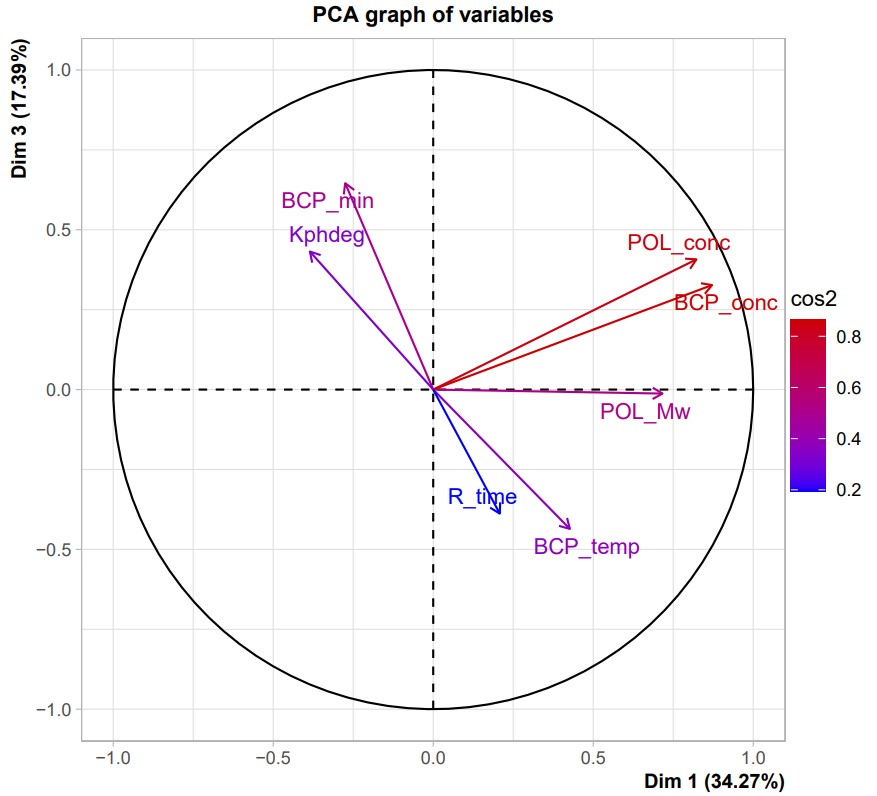 PCA graph of variables
Dim 3 (17.39%)
1.0
0.5
0.0
−0.5
−1.0
BCP_min
Kphdeg
POL_conc
BCP_conc
POL_Mw
R_time
BCP_temp
cos2
0.8
0.6
0.4
0.2
−1.0
−0.5
0.0
0.5
1.0
Dim 1 (34.27%)